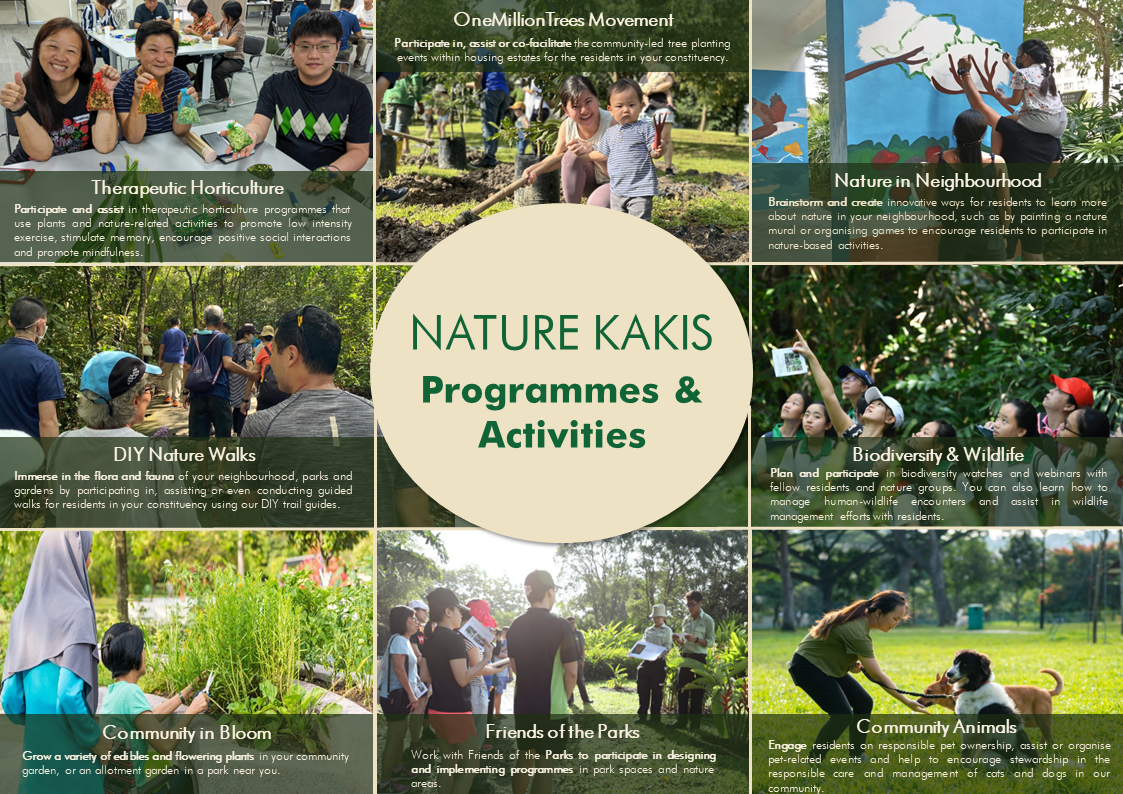 OneMillionTrees Movement
Participate in, assist or co-facilitate the community-led tree planting
events within housing estates for the residents in your constituency.
Therapeutic Horticulture
Participate and assist in therapeutic horticulture programmes that
use plants and nature-related activities to promote low intensity
exercise, stimulate memory, encourage positive social interactions
and promote mindfulness.
Nature in Neighbourhood
Brainstorm and create innovative ways for residents to learn more
about nature in your neighbourhood, such as by painting a nature
mural or organising games to encourage residents to participate in
nature-based activities.
NATURE KAKIS
Programmes &
Activities
DIY Nature Walks
Immerse in the flora and fauna of your neighbourhood, parks and
gardens by participating in, assisting or even conducting guided
walks for residents in your constituency using our DIY trail guides.
Biodiversity & Wildlife
Plan and participate in biodiversity watches and webinars with
fellow residents and nature groups. You can also learn how to
manage human-wildlife encounters and assist in wildlife
management efforts with residents.
Community in Bloom
Grow a variety of edibles and flowering plants in your community
garden, or an allotment garden in a park near you.
Friends of the Parks
Work with Friends of the Parks to participate in designing
and implementing programmes in park spaces and nature
areas.
Community Animals
Engage residents on responsible pet ownership, assist or organise
pet-related events and help to encourage stewardship in the
responsible care and management of cats and dogs in our
community.